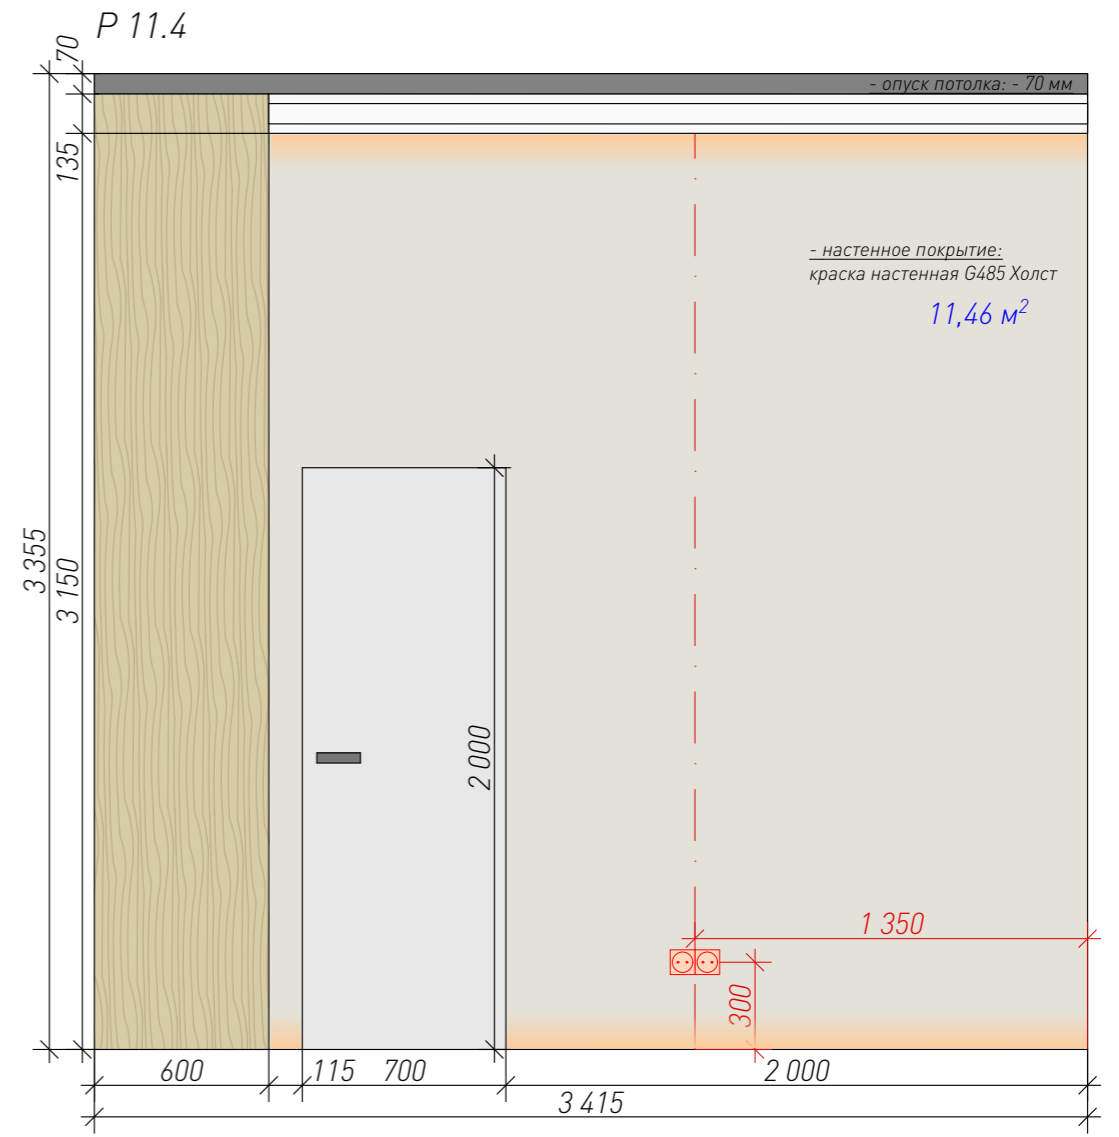 P 11.4
70
- опуск потолка: - 70 мм
135
- настенное покрытие:
краска настенная G485 Холст
11,46 м²
3 355
3 150
2 000
1 350
300
600
115
700
2 000
3 415